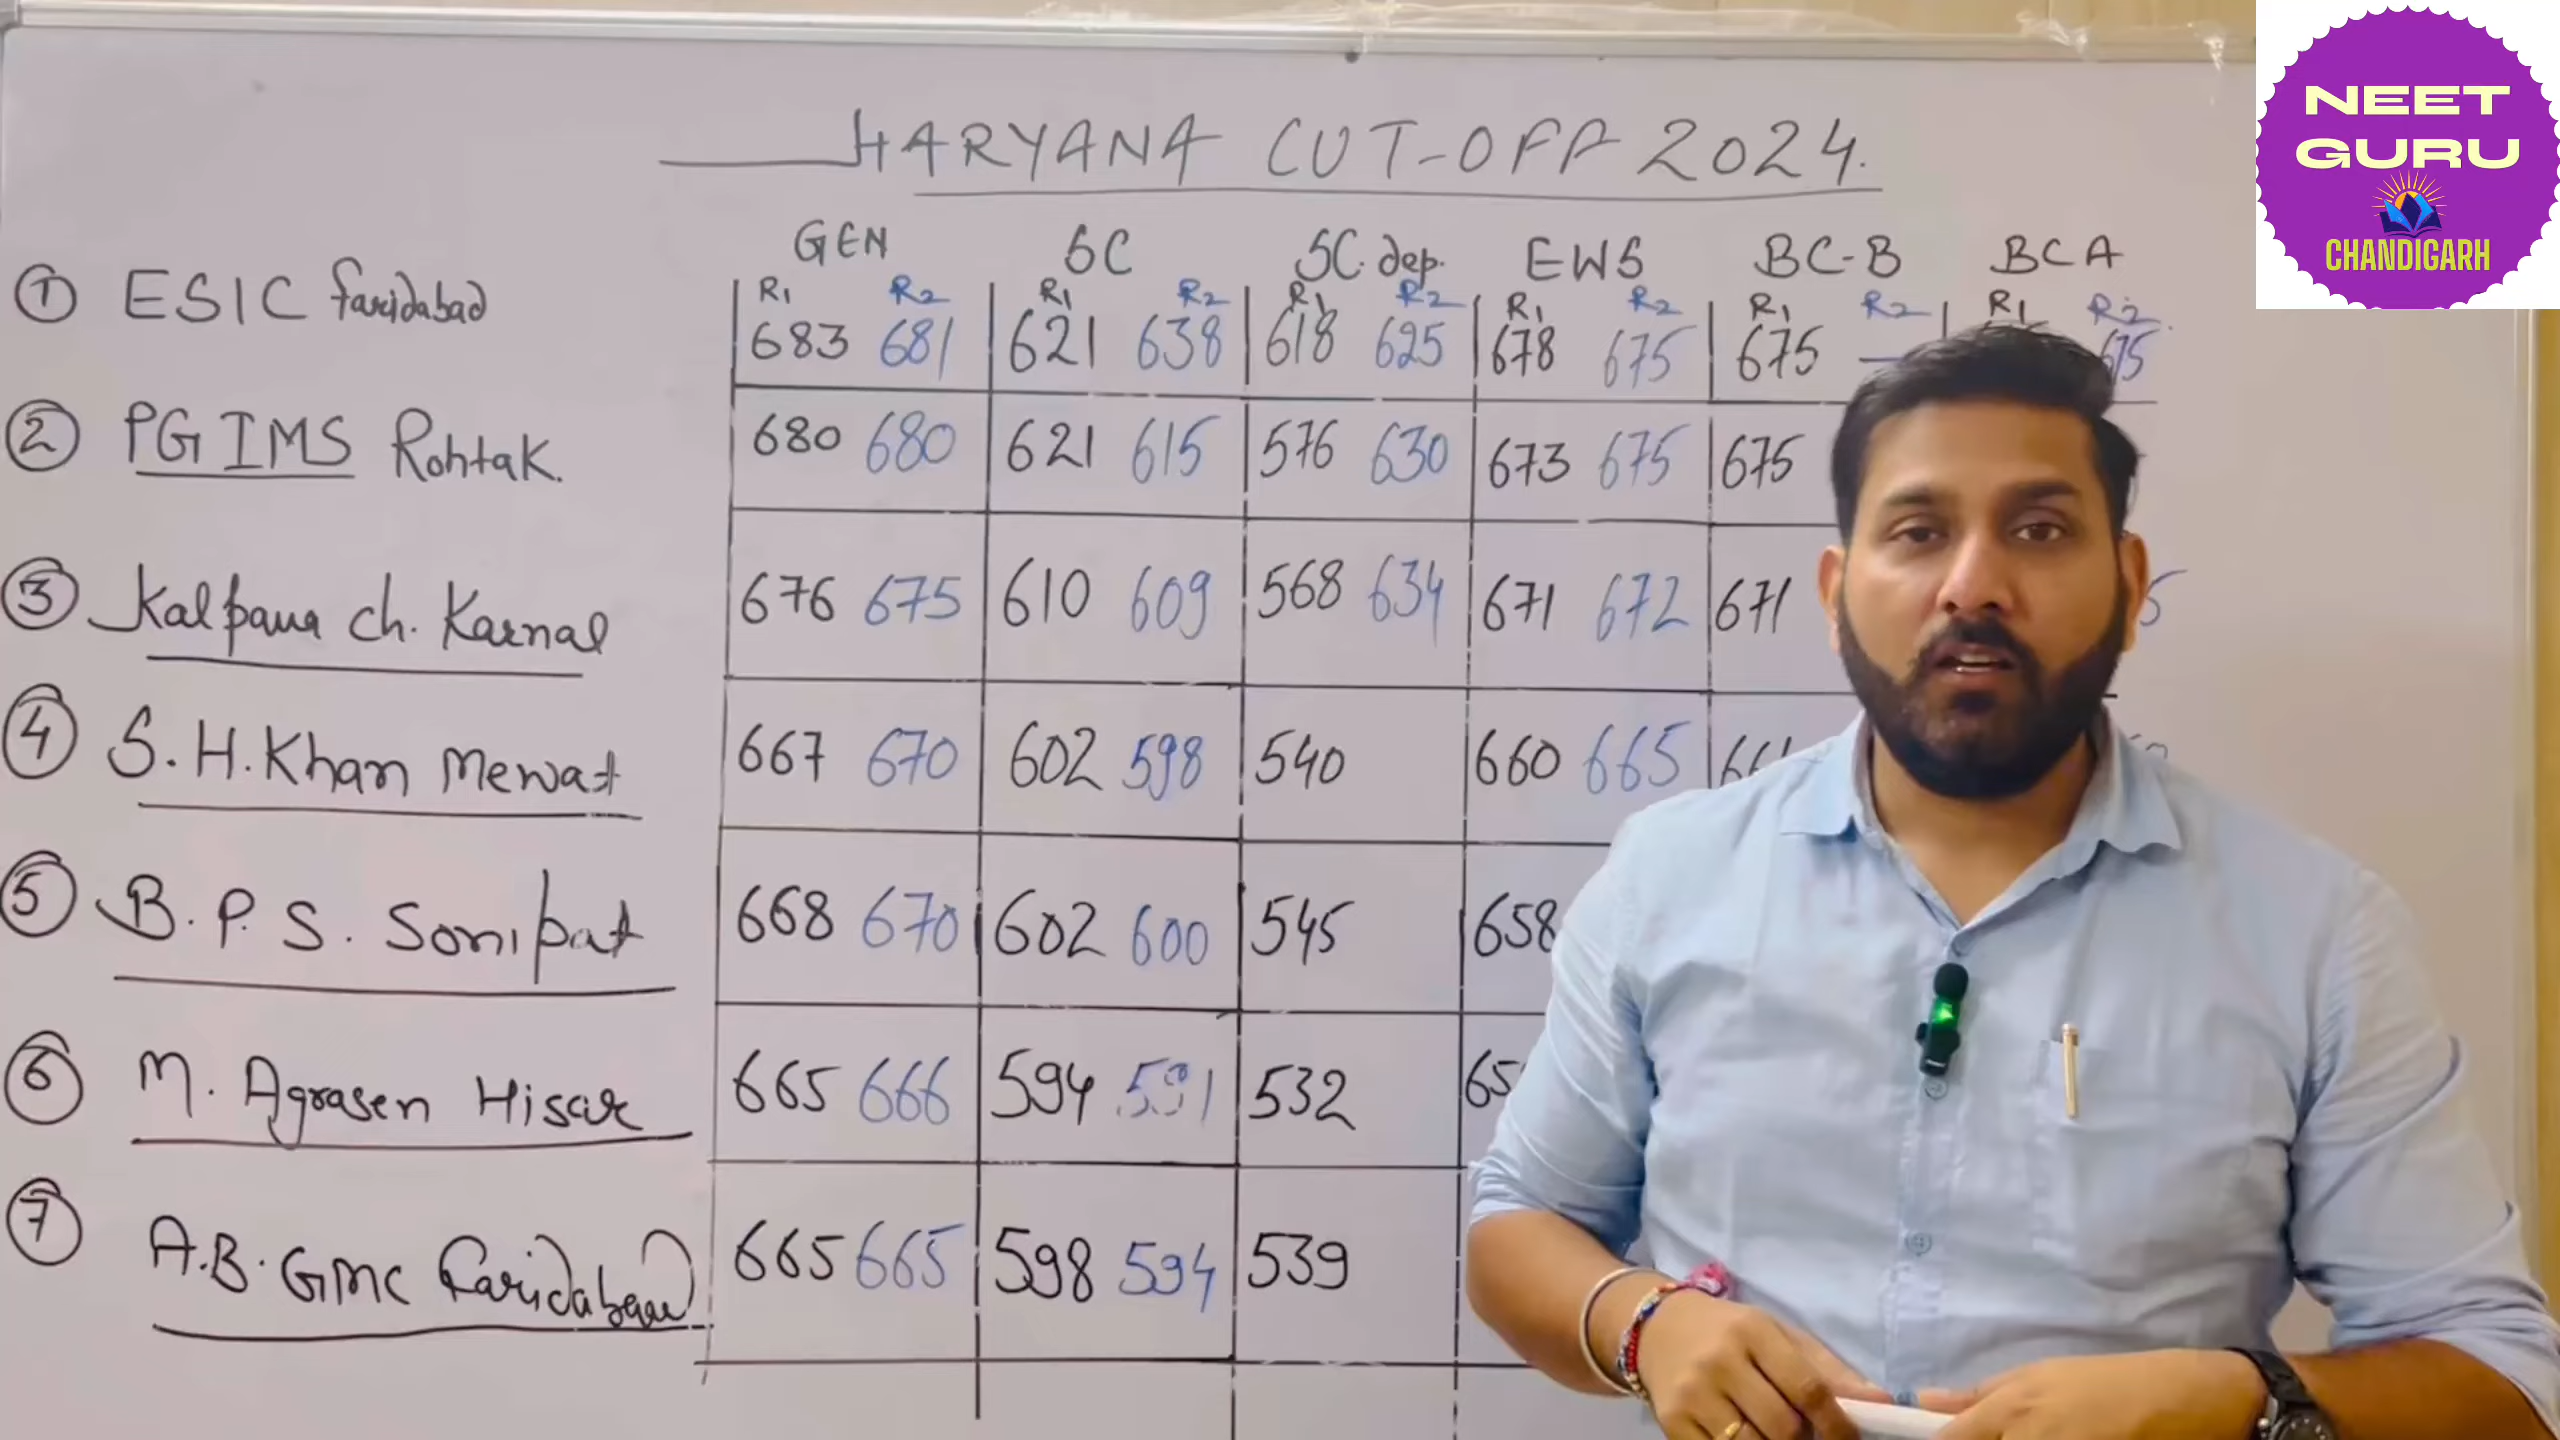 HARYANA CUT-OFF 2024.
NEET
GURU
CHANDIGARH
GEN SC SC. dep. EWS BC-B BCA
R1 R2 R1 R2 R1 R2 R1 R2 R1 R2 R1 R2
① ESIC Faridabad 683 681 621 638 618 625 678 675 675 — 675
② PGIMS Rohtak. 680 680 621 615 576 630 673 675 675
③ Kalpana Ch. Karnal 676 675 610 609 568 634 671 672 671
④ S.H.Khan Mewat 667 670 602 598 540 660 665
⑤ B.P.S. Sonipat 668 670 602 600 545 658
⑥ M. Agrasen Hisar 665 666 594 591 532
⑦ A.B.GMC Faridabad 665 665 598 594 539